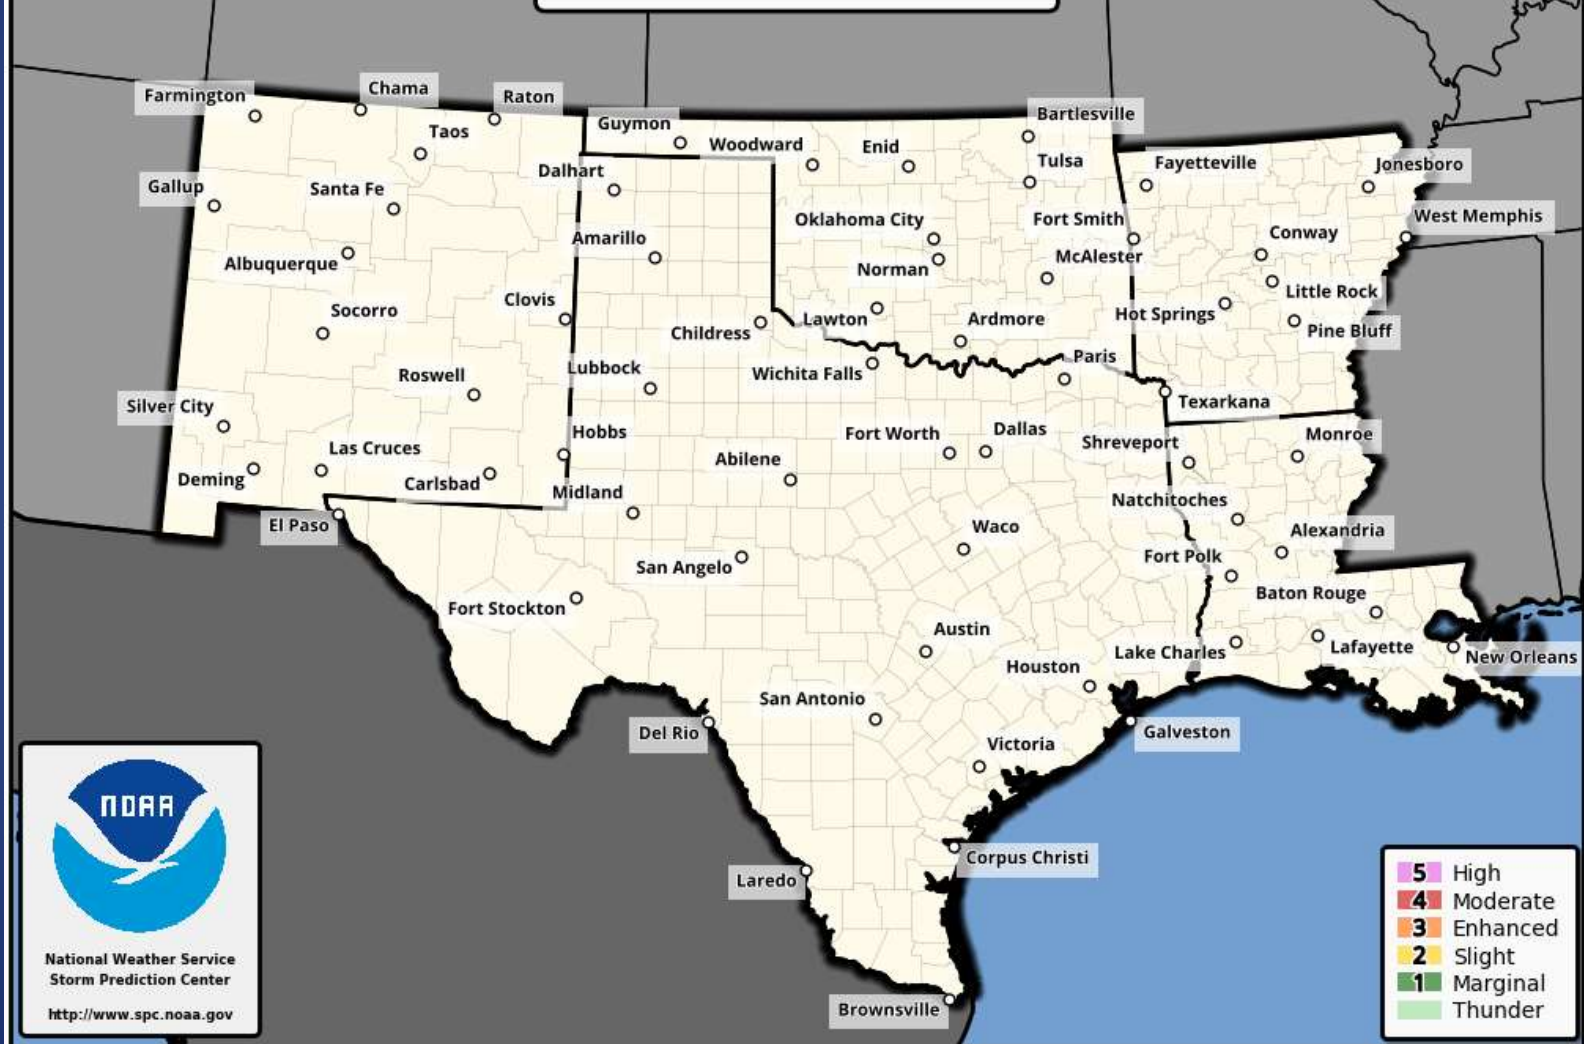 Farmington
Chama
Raton
Taos
Guymon
Woodward
Enid
Bartlesville
Tulsa
Fayetteville
Jonesboro
Gallup
Santa Fe
Dalhart
Oklahoma City
Fort Smith
West Memphis
Albuquerque
Amarillo
Norman
McAlester
Conway
Socorro
Clovis
Childress
Lawton
Ardmore
Hot Springs
Little Rock
Pine Bluff
Roswell
Lubbock
Wichita Falls
Paris
Texarkana
Silver City
Las Cruces
Hobbs
Abilene
Fort Worth
Dallas
Shreveport
Monroe
Deming
Carlsbad
Midland
Natchitoches
El Paso
San Angelo
Waco
Fort Polk
Alexandria
Fort Stockton
Austin
Baton Rouge
Houston
Lake Charles
Lafayette
New Orleans
Del Rio
San Antonio
Victoria
Galveston
Laredo
Corpus Christi
Brownsville
NOAA
National Weather Service
Storm Prediction Center
http://www.spc.noaa.gov
5 High
4 Moderate
3 Enhanced
2 Slight
1 Marginal
Thunder